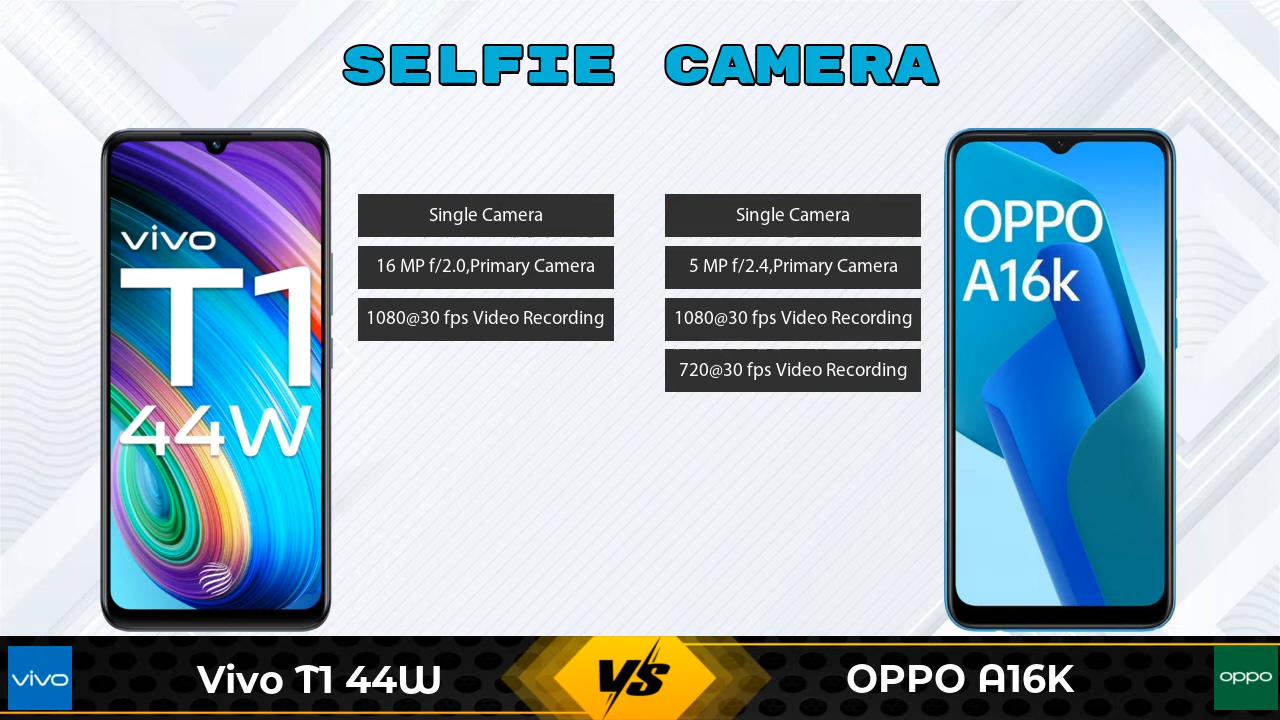 SELFIE CAMERA
vivo
T1
44W
Single Camera
16 MP f/2.0,Primary Camera
1080@30 fps Video Recording
Single Camera
5 MP f/2.4,Primary Camera
1080@30 fps Video Recording
720@30 fps Video Recording
OPPO
A16k
vivo
Vivo T1 44W
VS
OPPO A16K
oppo